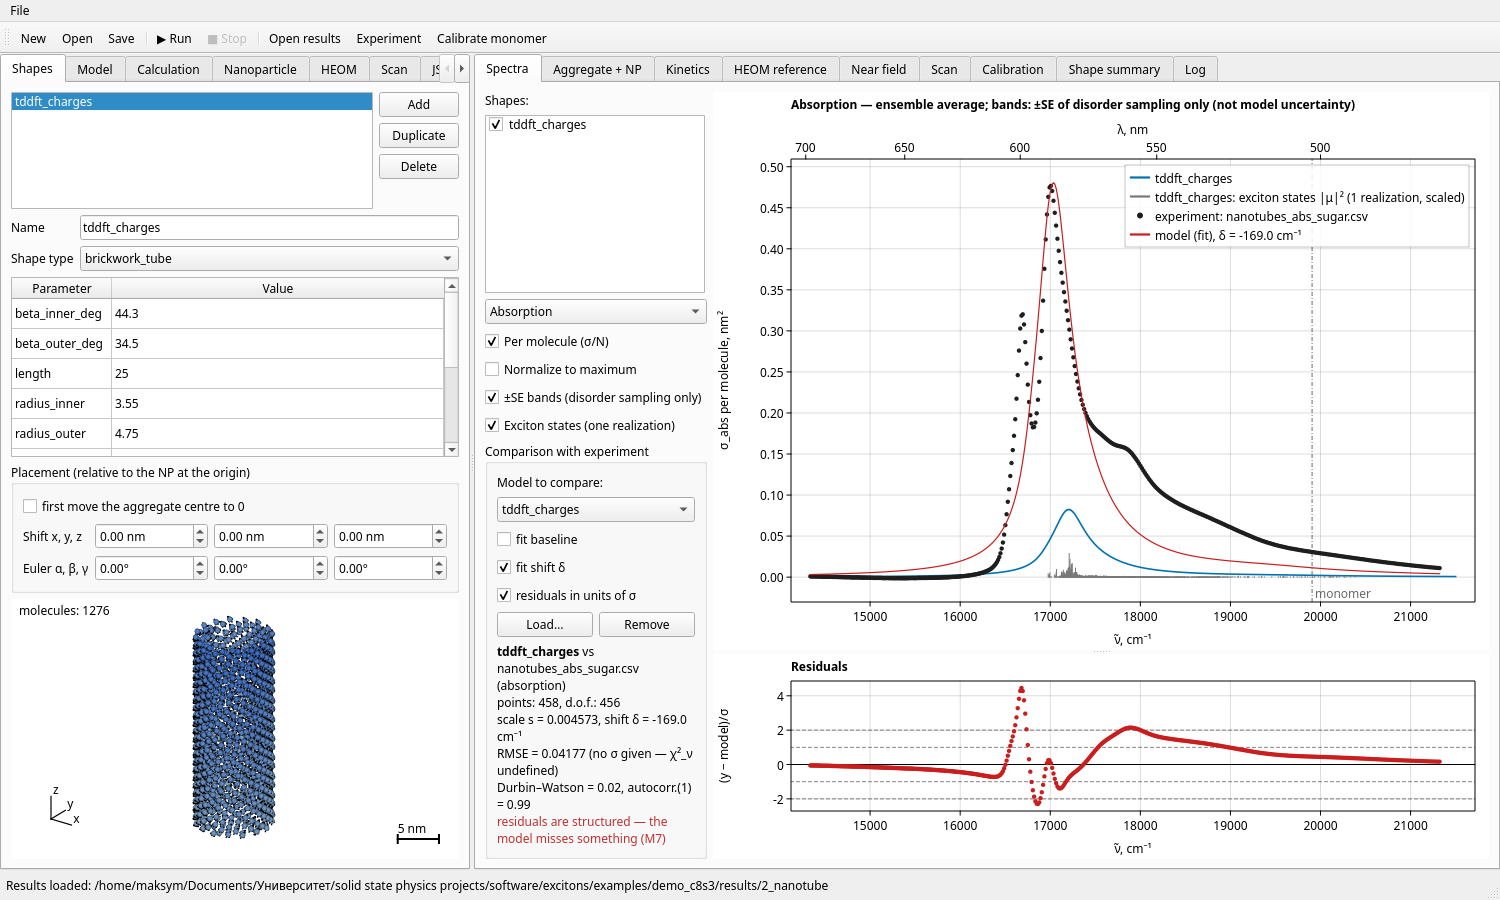 File
New Open Save ▶ Run ■ Stop Open results Experiment Calibrate monomer
Shapes Model Calculation Nanoparticle HEOM Scan
tddft_charges
Add
Duplicate
Delete
Name tddft_charges
Shape type brickwork_tube
Parameter Value
beta_inner_deg 44.3
beta_outer_deg 34.5
length 25
radius_inner 3.55
radius_outer 4.75
Placement (relative to the NP at the origin)
first move the aggregate centre to 0
Shift x, y, z 0.00 nm 0.00 nm 0.00 nm
Euler α, β, γ 0.00° 0.00° 0.00°
molecules: 1276
z
y
x
5 nm
Spectra Aggregate + NP Kinetics HEOM reference Near field Scan Calibration Shape summary Log
Shapes:
tddft_charges
Absorption
Per molecule (σ/N)
Normalize to maximum
±SE bands (disorder sampling only)
Exciton states (one realization)
Comparison with experiment
Model to compare:
tddft_charges
fit baseline
fit shift δ
residuals in units of σ
Load... Remove
tddft_charges vs
nanotubes_abs_sugar.csv
(absorption)
points: 458, d.o.f.: 456
scale s = 0.004573, shift δ = -169.0
cm⁻¹
RMSE = 0.04177 (no σ given — χ²_ν
undefined)
Durbin–Watson = 0.02, autocorr.(1)
= 0.99
residuals are structured — the
model misses something (M7)
Absorption — ensemble average; bands: ±SE of disorder sampling only (not model uncertainty)
λ, nm
700 650 600 550 500
tddft_charges
tddft_charges: exciton states |μ|² (1 realization, scaled)
experiment: nanotubes_abs_sugar.csv
model (fit), δ = -169.0 cm⁻¹
σ_abs per molecule, nm²
0.50
0.45
0.40
0.35
0.30
0.25
0.20
0.15
0.10
0.05
0.00
monomer
15000 16000 17000 18000 19000 20000 21000
ṽ, cm⁻¹
Residuals
(y − model)/σ
4
2
0
-2
15000 16000 17000 18000 19000 20000 21000
ṽ, cm⁻¹
Results loaded: /home/maksym/Documents/Университет/solid state physics projects/software/excitons/examples/demo_c8s3/results/2_nanotube